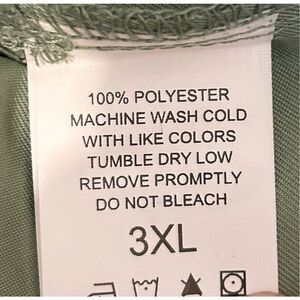 100% POLYESTER
MACHINE WASH COLD
WITH LIKE COLORS
TUMBLE DRY LOW
REMOVE PROMPTLY
DO NOT BLEACH
3XL